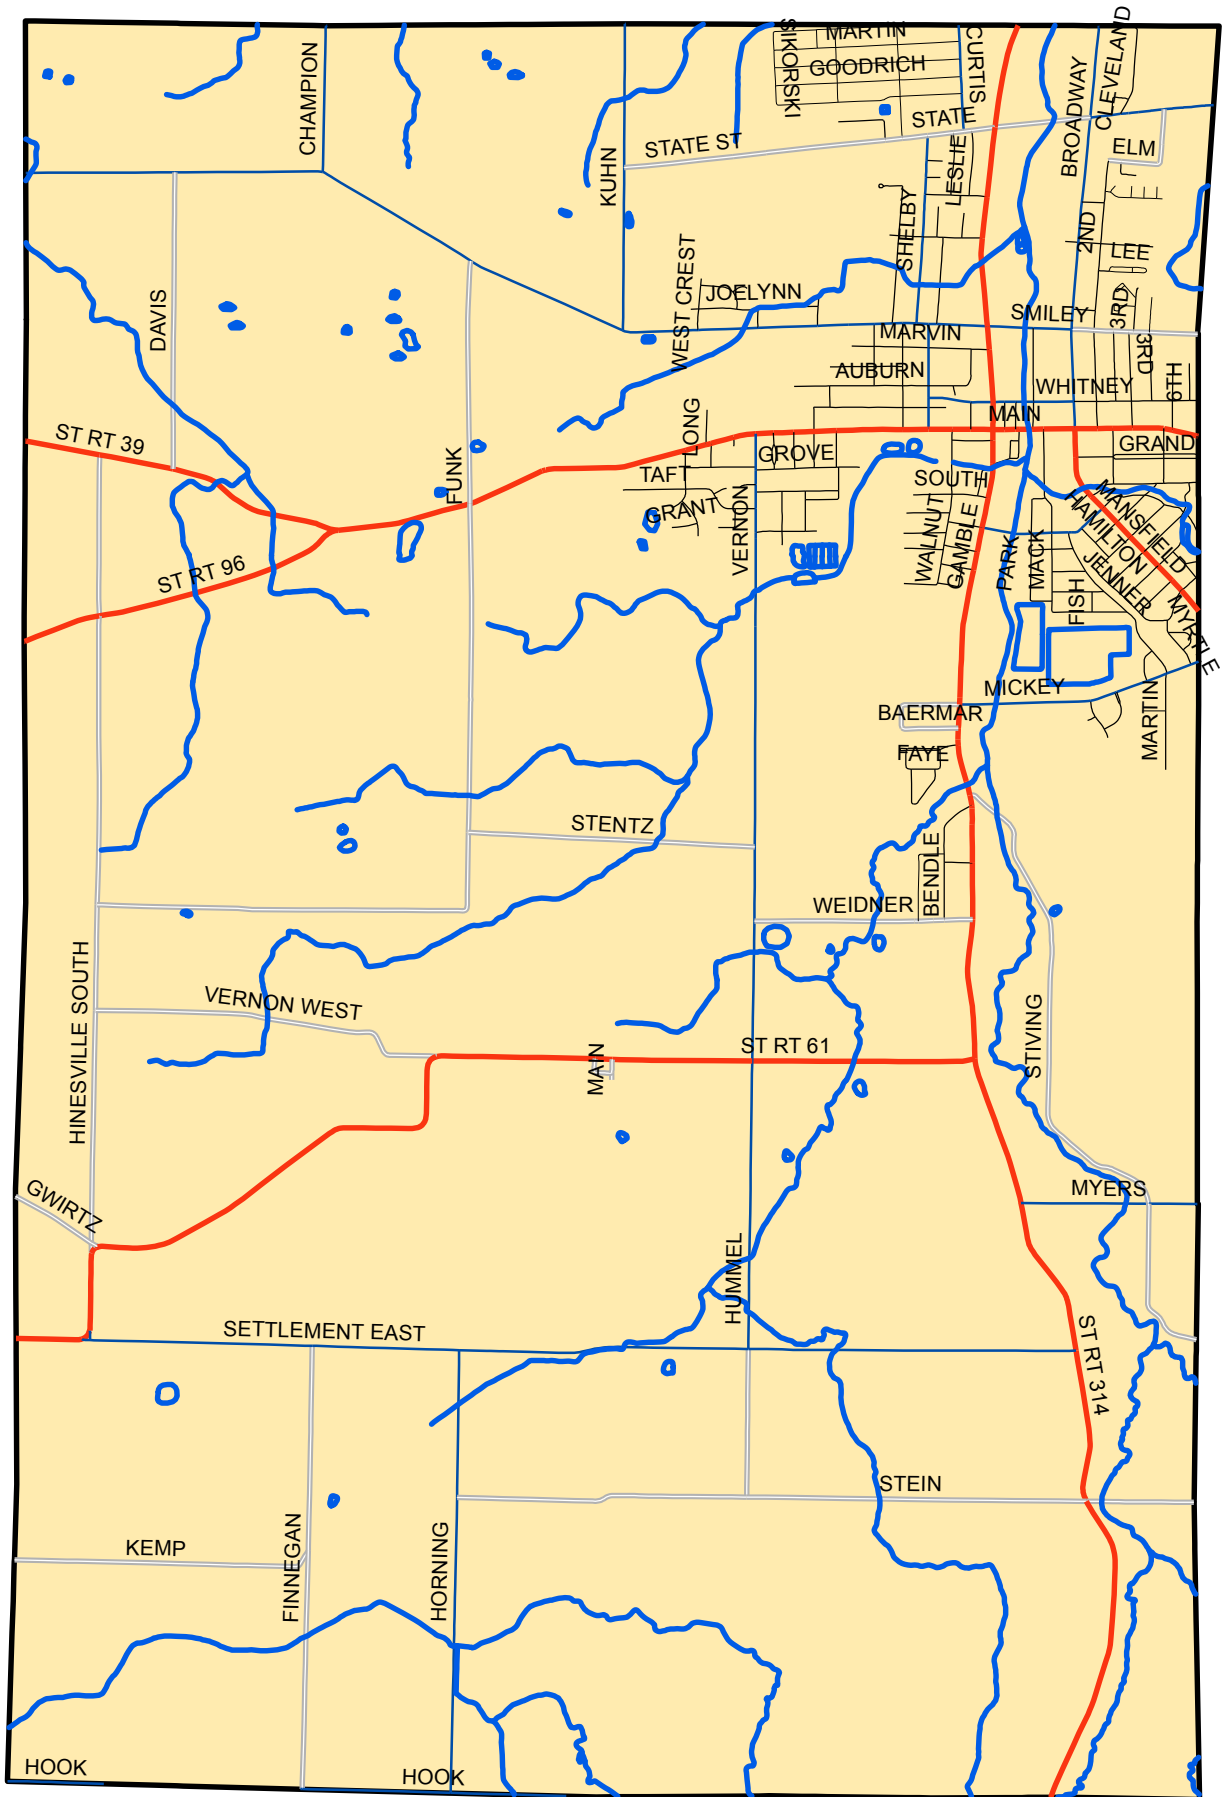 MARTIN
CLEVELAND
SIKORSKI
GOODRICH
CURTIS
CHAMPION
BROADWAY
STATE
STATE ST
KUHN
ELM
LESLIE
SHELBY
2ND
LEE
WEST CREST
JOELYNN
DAVIS
SMILEY
3RD
MARVIN
3RD
AUBURN
WHITNEY
6TH
MAIN
LONG
ST RT 39
GROVE
GRAND
FUNK
TAFT
SOUTH
GRANT
VERNON
WALNUT
GAMBLE
PARK
MACK
HAMILTON
MANSFIELD
JENNER
FISH
MYRTLE
ST RT 96
MICKEY
BAERMAR
MARTIN
FAYE
STENTZ
BENDLE
WEIDNER
HINESVILLE SOUTH
VERNON WEST
STIVING
MAIN
ST RT 61
GWIRTZ
MYERS
HUMMEL
SETTLEMENT EAST
ST RT 314
STEIN
KEMP
FINNEGAN
HORNING
HOOK
HOOK